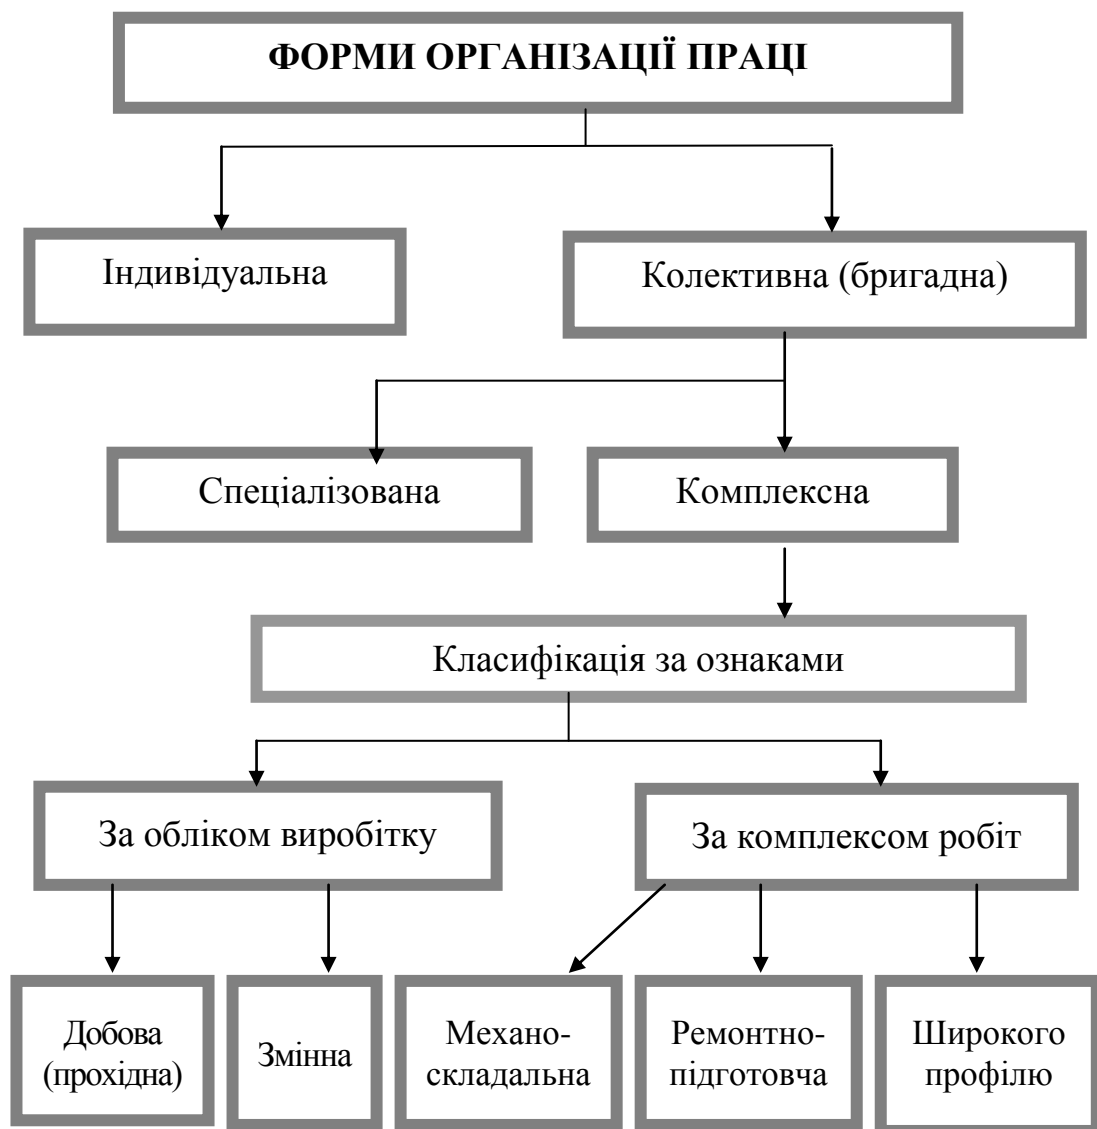 ФОРМИ ОРГАНІЗАЦІЇ ПРАЦІ
Індивідуальна
Колективна (бригадна)
Спеціалізована
Комплексна
Класифікація за ознаками
За обліком виробітку
За комплексом робіт
Добова
(прохідна)
Змінна
Механо-
складальна
Ремонтно-
підготовча
Широкого
профілю